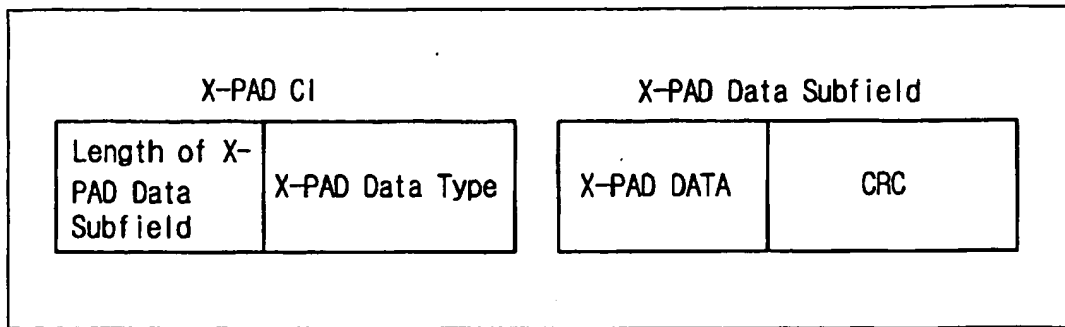 X-PAD CI
X-PAD Data Subfield
Length of X-
PAD Data
Subfield
X-PAD Data Type
X-PAD DATA
CRC